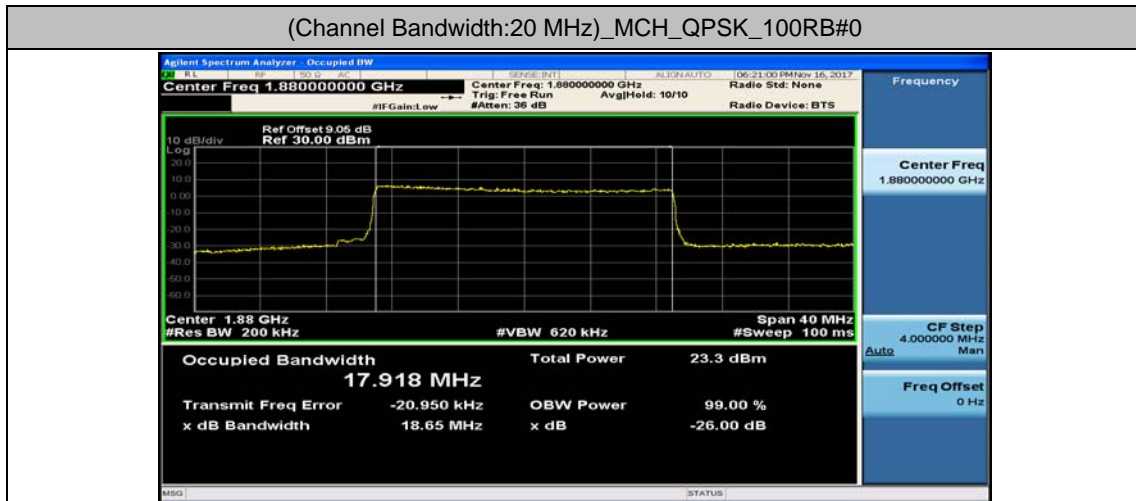 (Channel Bandwidth:20 MHz)_MCH_QPSK_100RB#0
Agilent Spectrum Analyzer - Occupied BW
LXI RL RF 50 Ω AC SENSE:INT ALIGN AUTO 06:21:00 PM Nov 16, 2017
Center Freq 1.880000000 GHz
Center Freq: 1.880000000 GHz
Radio Std: None
Trig: Free Run
Avg|Hold: 10/10
#IFGain:Low
#Atten: 36 dB
Radio Device: BTS
Frequency
Ref Offset 9.05 dB
10 dB/div
Ref 30.00 dBm
Log
20.0
10.0
0.00
-10.0
-20.0
-30.0
-40.0
-50.0
-60.0
Center 1.88 GHz
Span 40 MHz
#Res BW 200 kHz
#VBW 620 kHz
#Sweep 100 ms
Center Freq
1.880000000 GHz
CF Step
4.000000 MHz
Auto Man
Freq Offset
0 Hz
Occupied Bandwidth
Total Power 23.3 dBm
17.918 MHz
Transmit Freq Error -20.950 kHz OBW Power 99.00 %
x dB Bandwidth 18.65 MHz x dB -26.00 dB
MSG
STATUS